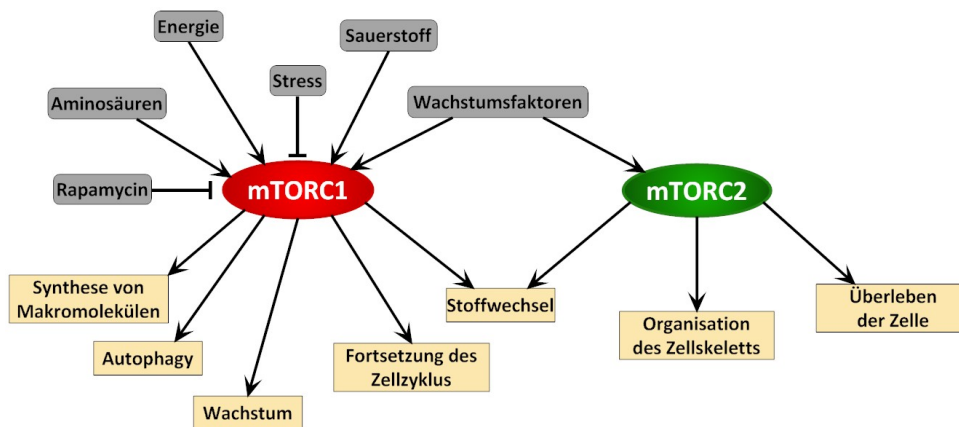 Energie
Sauerstoff
Stress
Aminosäuren
Wachstumsfaktoren
Rapamycin
mTORC1
mTORC2
Synthese von
Makromolekülen
Stoffwechsel
Überleben
der Zelle
Organisation
des Zellskeletts
Autophagy
Fortsetzung des
Zellzyklus
Wachstum